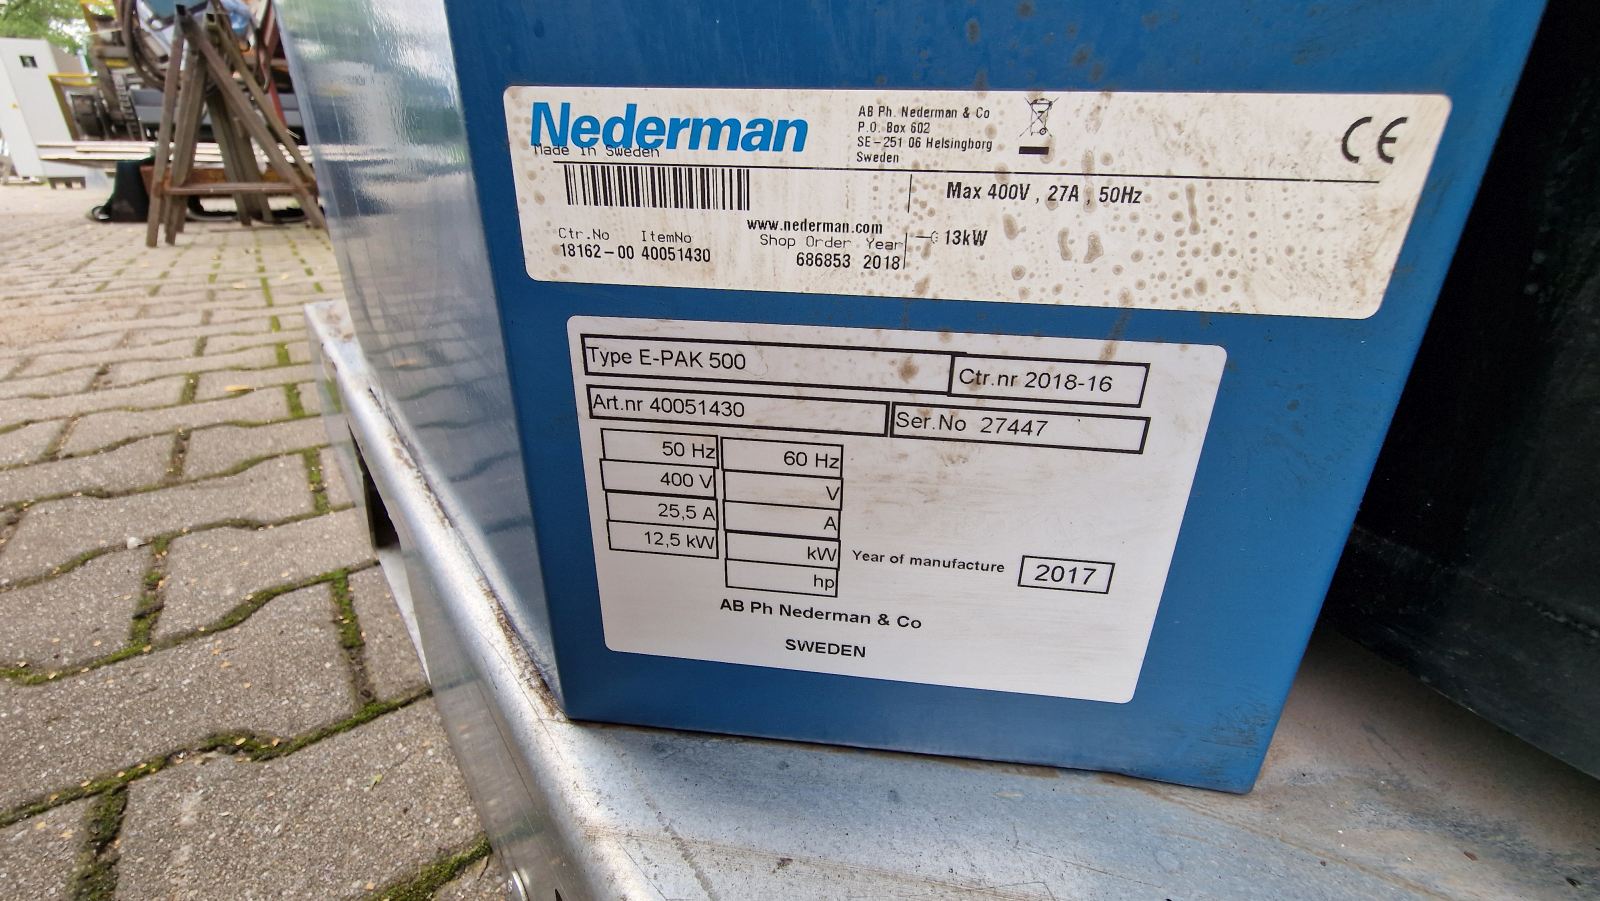 Nederman
Made In Sweden
AB Ph. Nederman & Co
P.O. Box 602
SE-251 06 Helsingborg
Sweden
CE
Max 400V , 27A , 50Hz
www.nederman.com
13kW
Ctr.No ItemNo
18162-00 40051430
Shop Order Year
686853 2018
Type E-PAK 500
Ctr.nr 2018-16
Art.nr 40051430
Ser.No 27447
50 Hz 60 Hz
400 V V
25,5 A A
12,5 kW kW
hp
Year of manufacture 2017
AB Ph Nederman & Co
SWEDEN